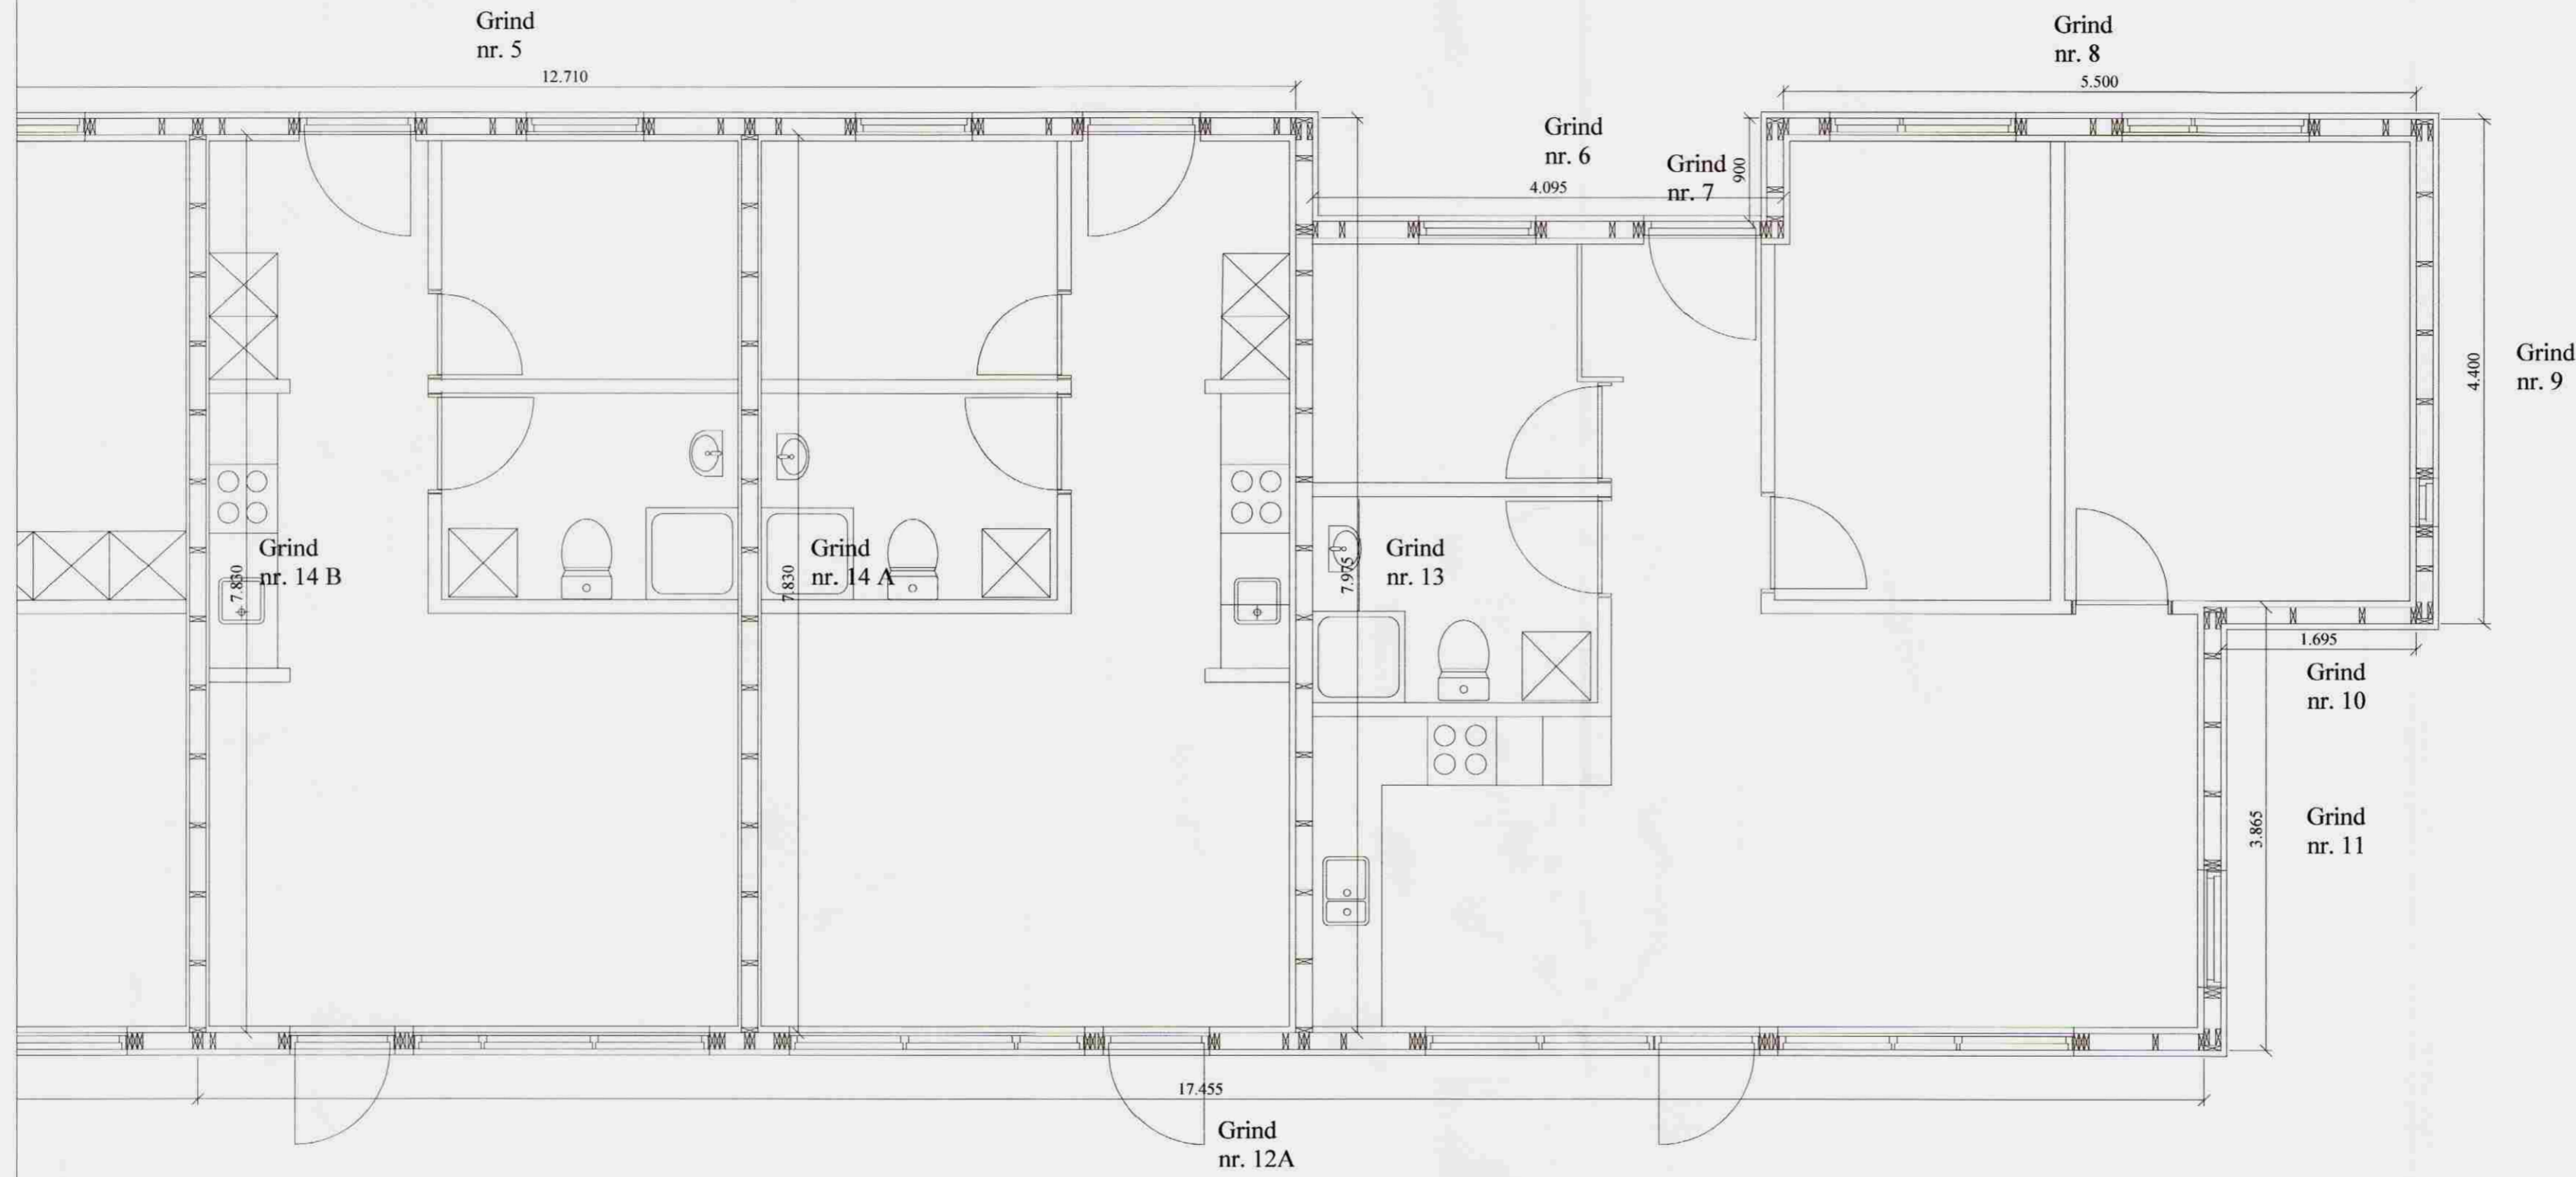 Grind
nr. 5
12.710
Grind
nr. 8
5.500
Grind
nr. 6
Grind
nr. 7
900
4.095
4.400
Grind
nr. 9
Grind
nr. 14 B
7.830
Grind
nr. 14 A
7.830
Grind
nr. 13
7.975
1.695
Grind
nr. 10
3.865
Grind
nr. 11
17.455
Grind
nr. 12A